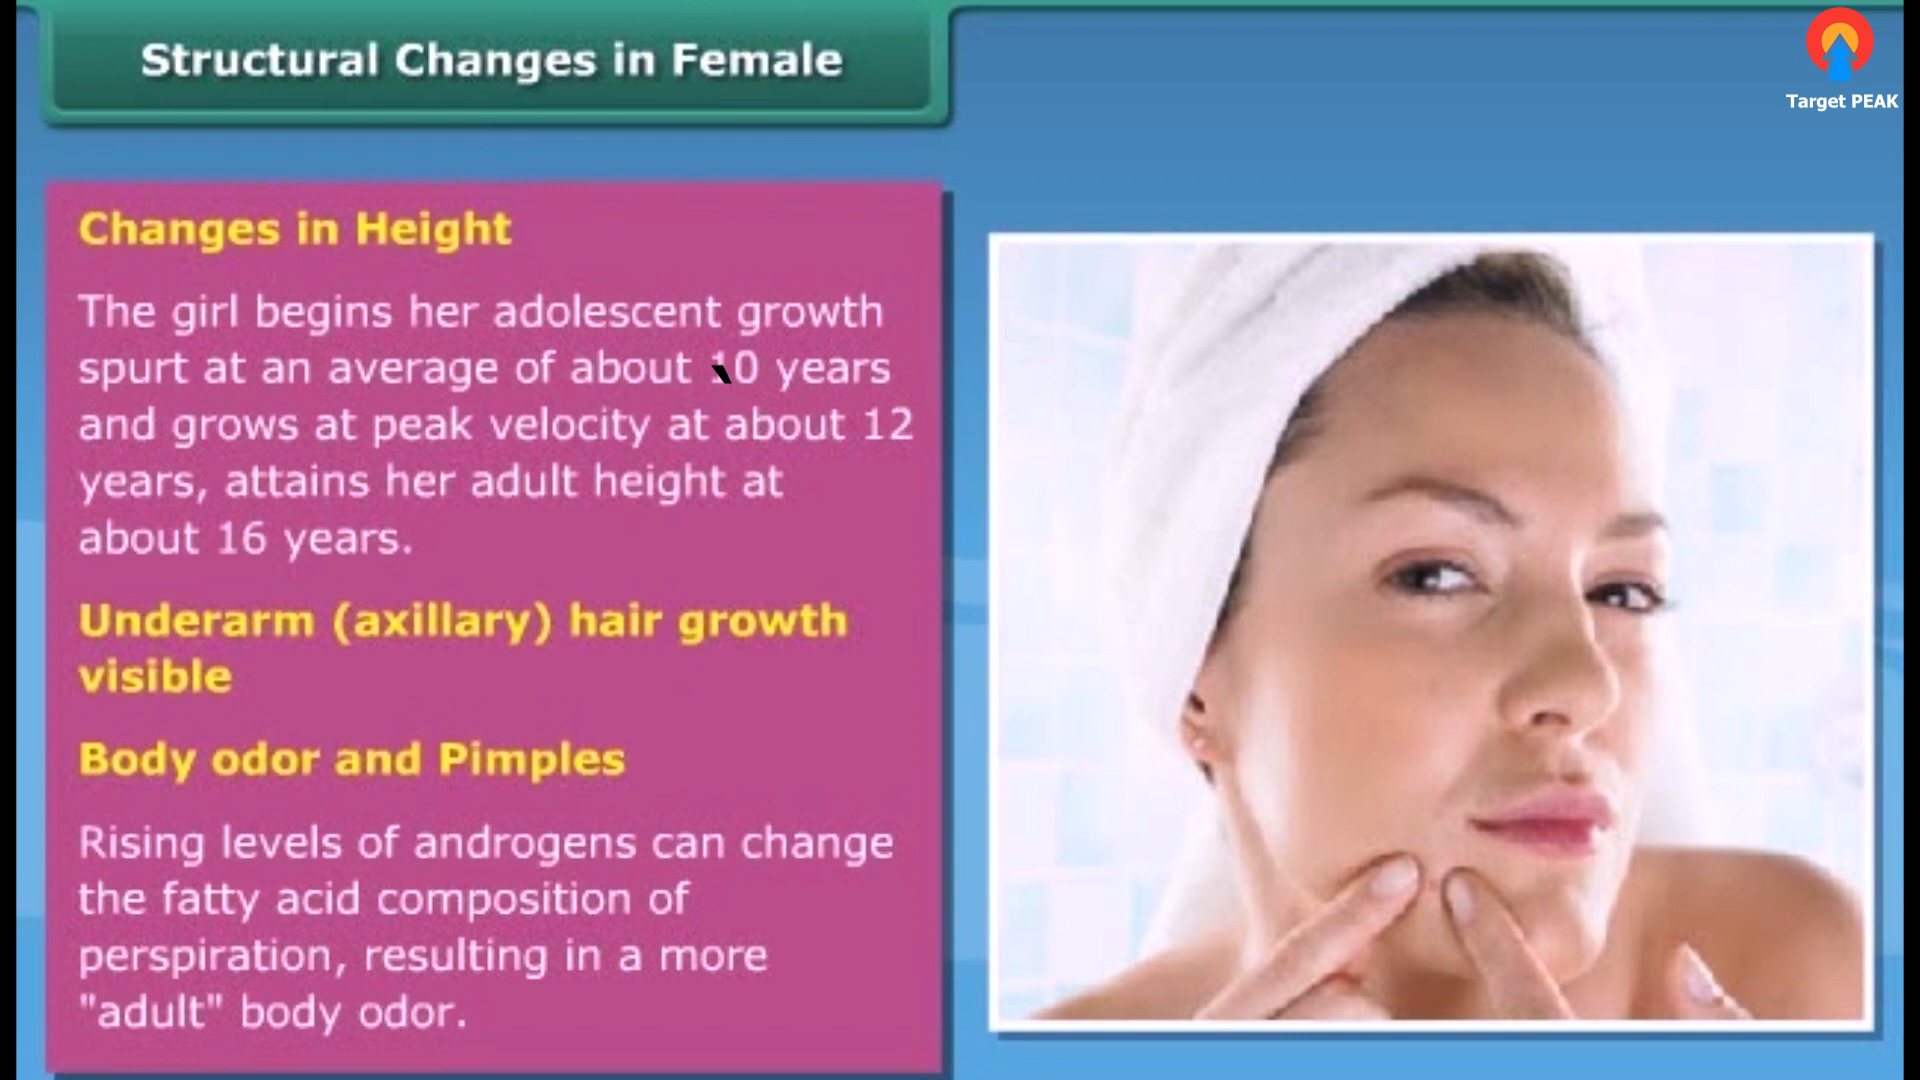 Structural Changes in Female
Target PEAK
Changes in Height
The girl begins her adolescent growth
spurt at an average of about 10 years
and grows at peak velocity at about 12
years, attains her adult height at
about 16 years.
Underarm (axillary) hair growth
visible
Body odor and Pimples
Rising levels of androgens can change
the fatty acid composition of
perspiration, resulting in a more
"adult" body odor.